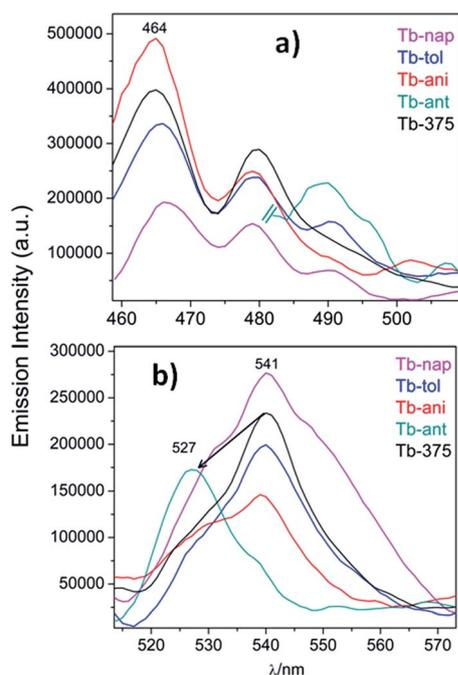 464
a)
Tb-nap
Tb-tol
Tb-ani
Tb-ant
Tb-375
500000
400000
300000
200000
100000
460 470 480 490 500
Emission Intensity (a.u.)
300000
250000
200000
150000
100000
50000
b)
541
527
Tb-nap
Tb-tol
Tb-ani
Tb-ant
Tb-375
520 530 540 550 560 570
λ/nm